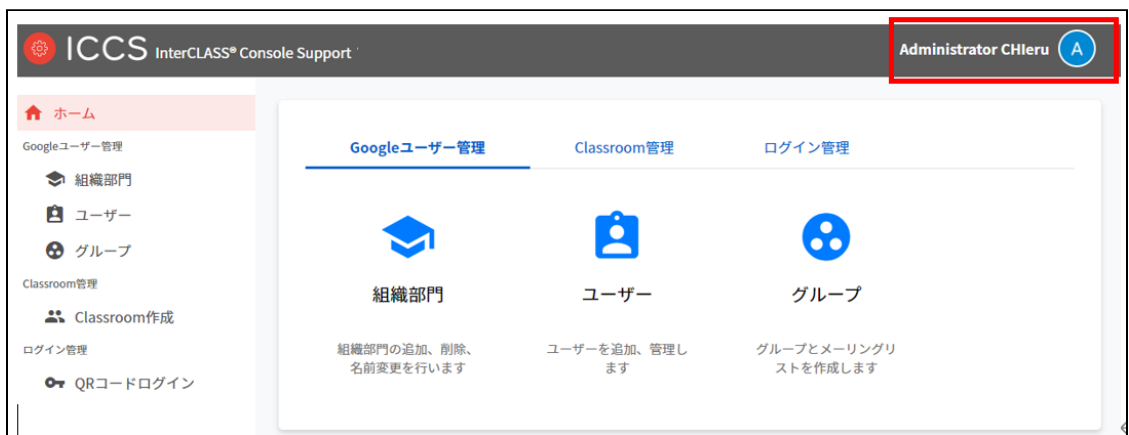 ICCS InterCLASS® Console Support
Administrator CHIeru A
ホーム
Googleユーザー管理
組織部門
ユーザー
グループ
Classroom管理
Classroom作成
ログイン管理
QRコードログイン
Googleユーザー管理 Classroom管理 ログイン管理
組織部門
組織部門の追加、削除、
名前変更を行います
ユーザー
ユーザーを追加、管理し
ます
グループ
グループとメーリングリ
ストを作成します